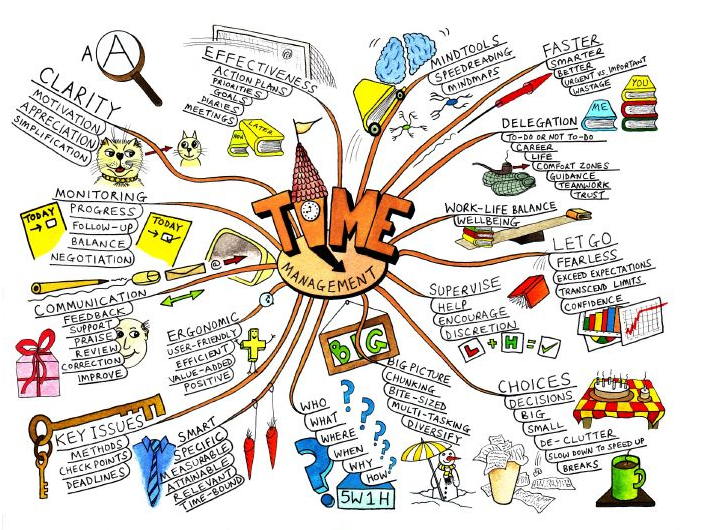 TIME
MANAGEMENT
A A
CLARITY
MOTIVATION
APPRECIATION
SIMPLIFICATION
EFFECTIVENESS
ACTION PLANS
PRIORITIES
GOALS
DIARIES
MEETINGS
NOW
LATER
MINDTOOLS
SPEEDREADING
MINDMAPS
FASTER
SMARTER
BETTER
URGENT VS IMPORTANT
WASTAGE
YOU
ME
DELEGATION
TO-DO OR NOT TO-DO
CAREER
LIFE
COMFORT ZONES
GUIDANCE
TEAMWORK
TRUST
WORK-LIFE BALANCE
WELLBEING
LET GO
FEARLESS
EXCEED EXPECTATIONS
TRANSCEND LIMITS
CONFIDENCE
SUPERVISE
HELP
ENCOURAGE
DISCRETION
L + H = ✓
CHOICES
DECISIONS
BIG
SMALL
DE-CLUTTER
SLOW DOWN TO SPEED UP
BREAKS
BIG
BIG PICTURE
CHUNKING
BITE-SIZED
MULTI-TASKING
DIVERSIFY
WHO
WHAT
WHERE
WHEN
WHY
HOW
? ? ? ? ? ? ?
5W1H
SMART
SPECIFIC
MEASURABLE
ATTAINABLE
RELEVANT
TIME-BOUND
KEY ISSUES
METHODS
CHECK POINTS
DEADLINES
ERGONOMIC
USER-FRIENDLY
EFFICIENT
VALUE-ADDED
POSITIVE
COMMUNICATION
FEEDBACK
SUPPORT
PRAISE
REVIEW
CORRECTION
IMPROVE
@
MONITORING
PROGRESS
FOLLOW-UP
BALANCE
NEGOTIATION
TODAY
TODAY